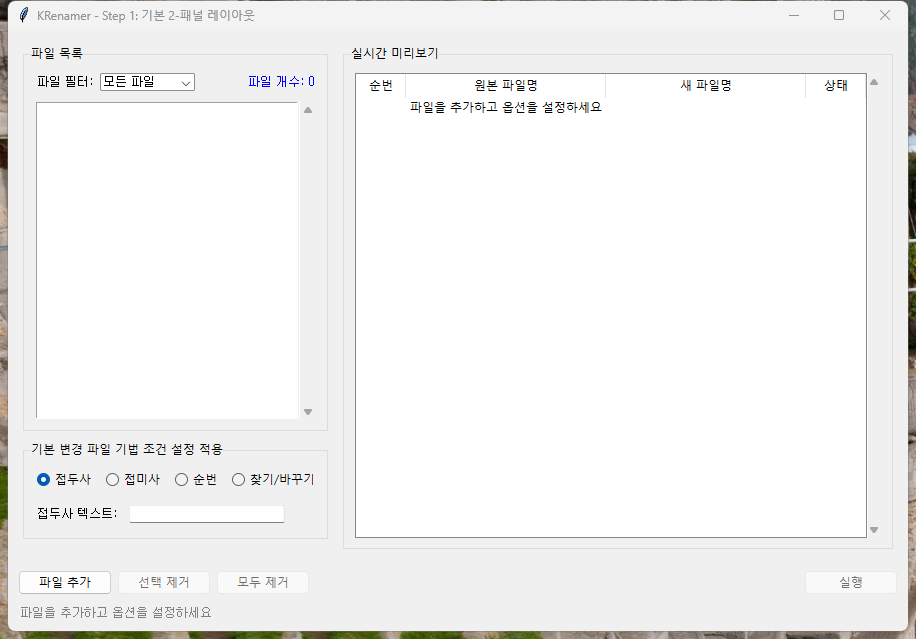 KRenamer - Step 1: 기본 2-패널 레이아웃
파일 목록
파일 필터: 모든 파일 파일 개수: 0
기본 변경 파일 기법 조건 설정 적용
접두사 접미사 순번 찾기/바꾸기
접두사 텍스트:
실시간 미리보기
순번 원본 파일명 새 파일명 상태
파일을 추가하고 옵션을 설정하세요
파일 추가 선택 제거 모두 제거 실행
파일을 추가하고 옵션을 설정하세요